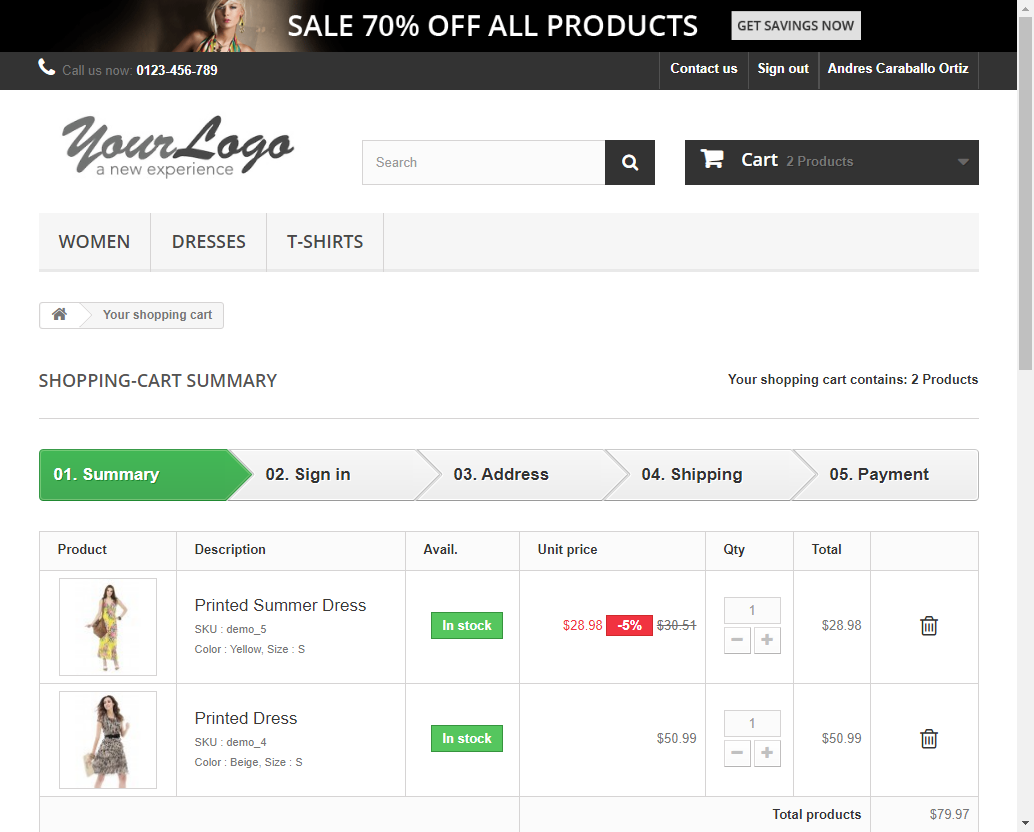 SALE 70% OFF ALL PRODUCTS GET SAVINGS NOW
Call us now: 0123-456-789 Contact us Sign out Andres Caraballo Ortiz
YourLogo
a new experience
Search Cart 2 Products
WOMEN DRESSES T-SHIRTS
Your shopping cart
SHOPPING-CART SUMMARY Your shopping cart contains: 2 Products
01. Summary 02. Sign in 03. Address 04. Shipping 05. Payment
Product Description Avail. Unit price Qty Total
Printed Summer Dress
SKU : demo_5
Color : Yellow, Size : S
In stock $28.98 -5% $30.51 1 $28.98
Printed Dress
SKU : demo_4
Color : Beige, Size : S
In stock $50.99 1 $50.99
Total products $79.97